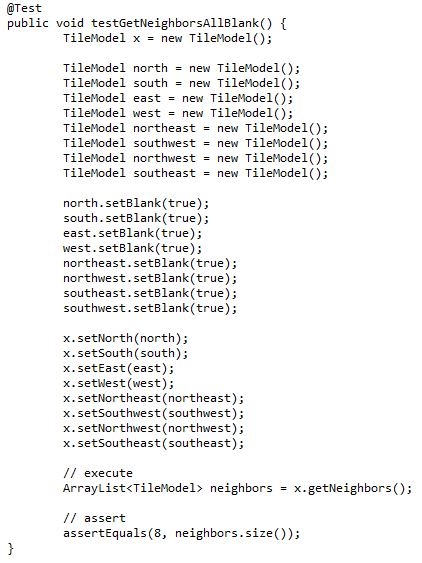 @Test
public void testGetNeighborsAllBlank() {
        TileModel x = new TileModel();

        TileModel north = new TileModel();
        TileModel south = new TileModel();
        TileModel east = new TileModel();
        TileModel west = new TileModel();
        TileModel northeast = new TileModel();
        TileModel southwest = new TileModel();
        TileModel northwest = new TileModel();
        TileModel southeast = new TileModel();

        north.setBlank(true);
        south.setBlank(true);
        east.setBlank(true);
        west.setBlank(true);
        northeast.setBlank(true);
        northwest.setBlank(true);
        southeast.setBlank(true);
        southwest.setBlank(true);

        x.setNorth(north);
        x.setSouth(south);
        x.setEast(east);
        x.setWest(west);
        x.setNortheast(northeast);
        x.setSouthwest(southwest);
        x.setNorthwest(northwest);
        x.setSoutheast(southeast);

        // execute
        ArrayList<TileModel> neighbors = x.getNeighbors();

        // assert
        assertEquals(8, neighbors.size());
}